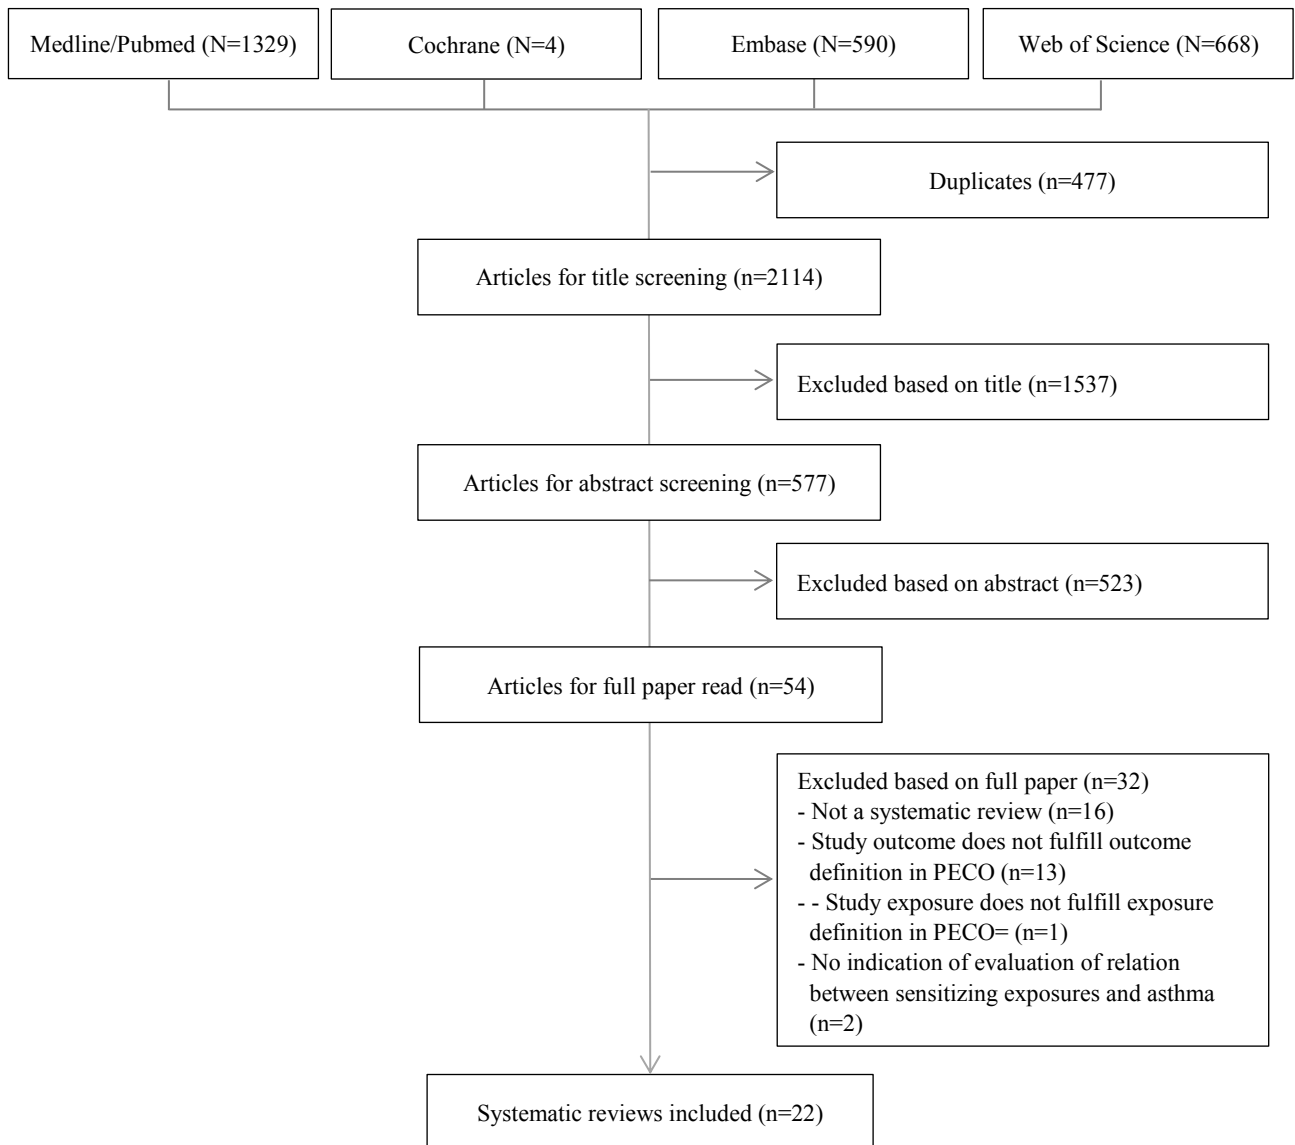 Medline/Pubmed (N=1329)
Cochrane (N=4)
Embase (N=590)
Web of Science (N=668)
Duplicates (n=477)
Articles for title screening (n=2114)
Excluded based on title (n=1537)
Articles for abstract screening (n=577)
Excluded based on abstract (n=523)
Articles for full paper read (n=54)
Excluded based on full paper (n=32)
- Not a systematic review (n=16)
- Study outcome does not fulfill outcome
definition in PECO (n=13)
- - Study exposure does not fulfill exposure
definition in PECO= (n=1)
- No indication of evaluation of relation
between sensitizing exposures and asthma
(n=2)
Systematic reviews included (n=22)